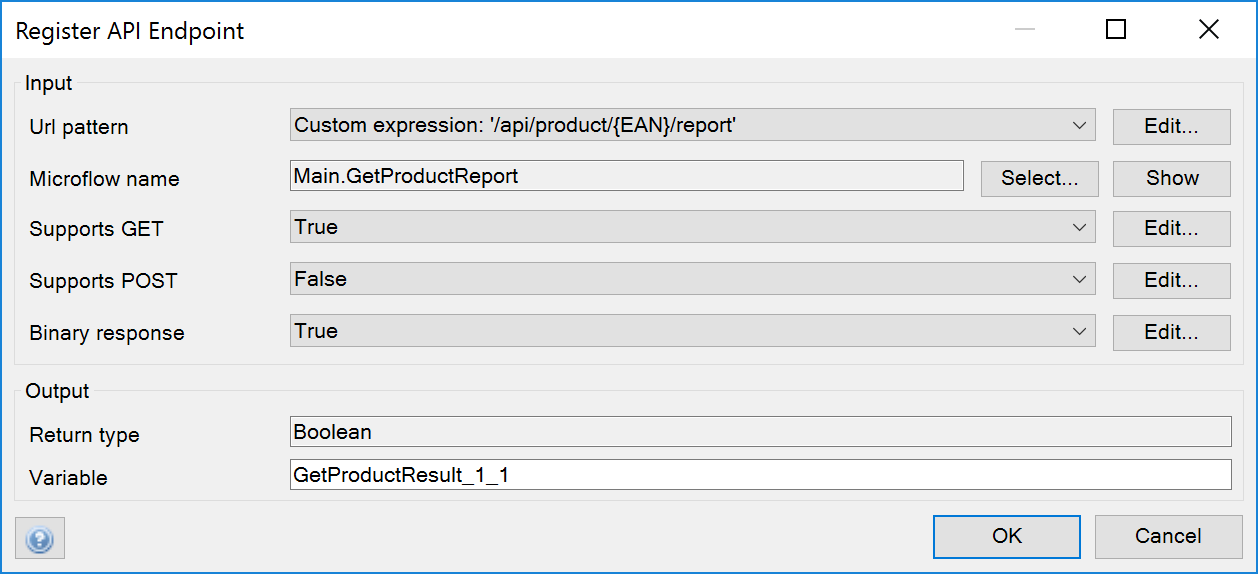 Register API Endpoint
Input
Url pattern Custom expression: '/api/product/{EAN}/report' Edit...
Microflow name Main.GetProductReport Select... Show
Supports GET True Edit...
Supports POST False Edit...
Binary response True Edit...
Output
Return type Boolean
Variable GetProductResult_1_1
? OK Cancel